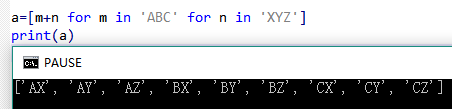 a=[m+n for m in 'ABC' for n in 'XYZ']
print(a)
C:\. PAUSE
['AX', 'AY', 'AZ', 'BX', 'BY', 'BZ', 'CX', 'CY', 'CZ']